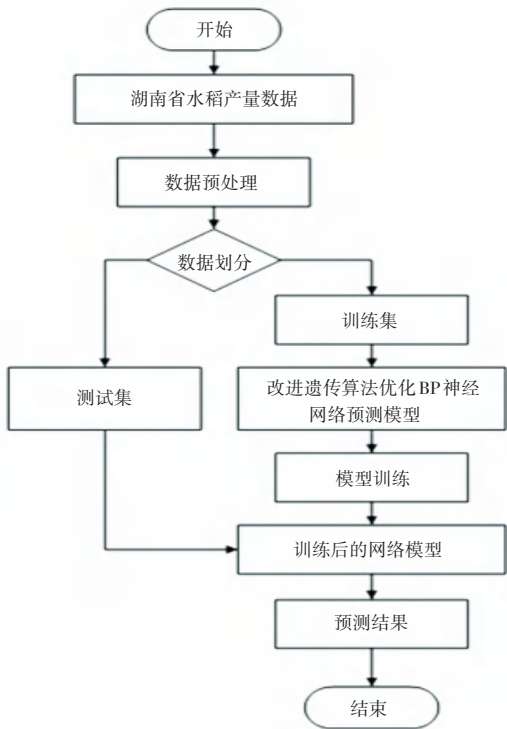 开始
湖南省水稻产量数据
数据预处理
数据划分
训练集
测试集
改进遗传算法优化BP神经
网络预测模型
模型训练
训练后的网络模型
预测结果
结束